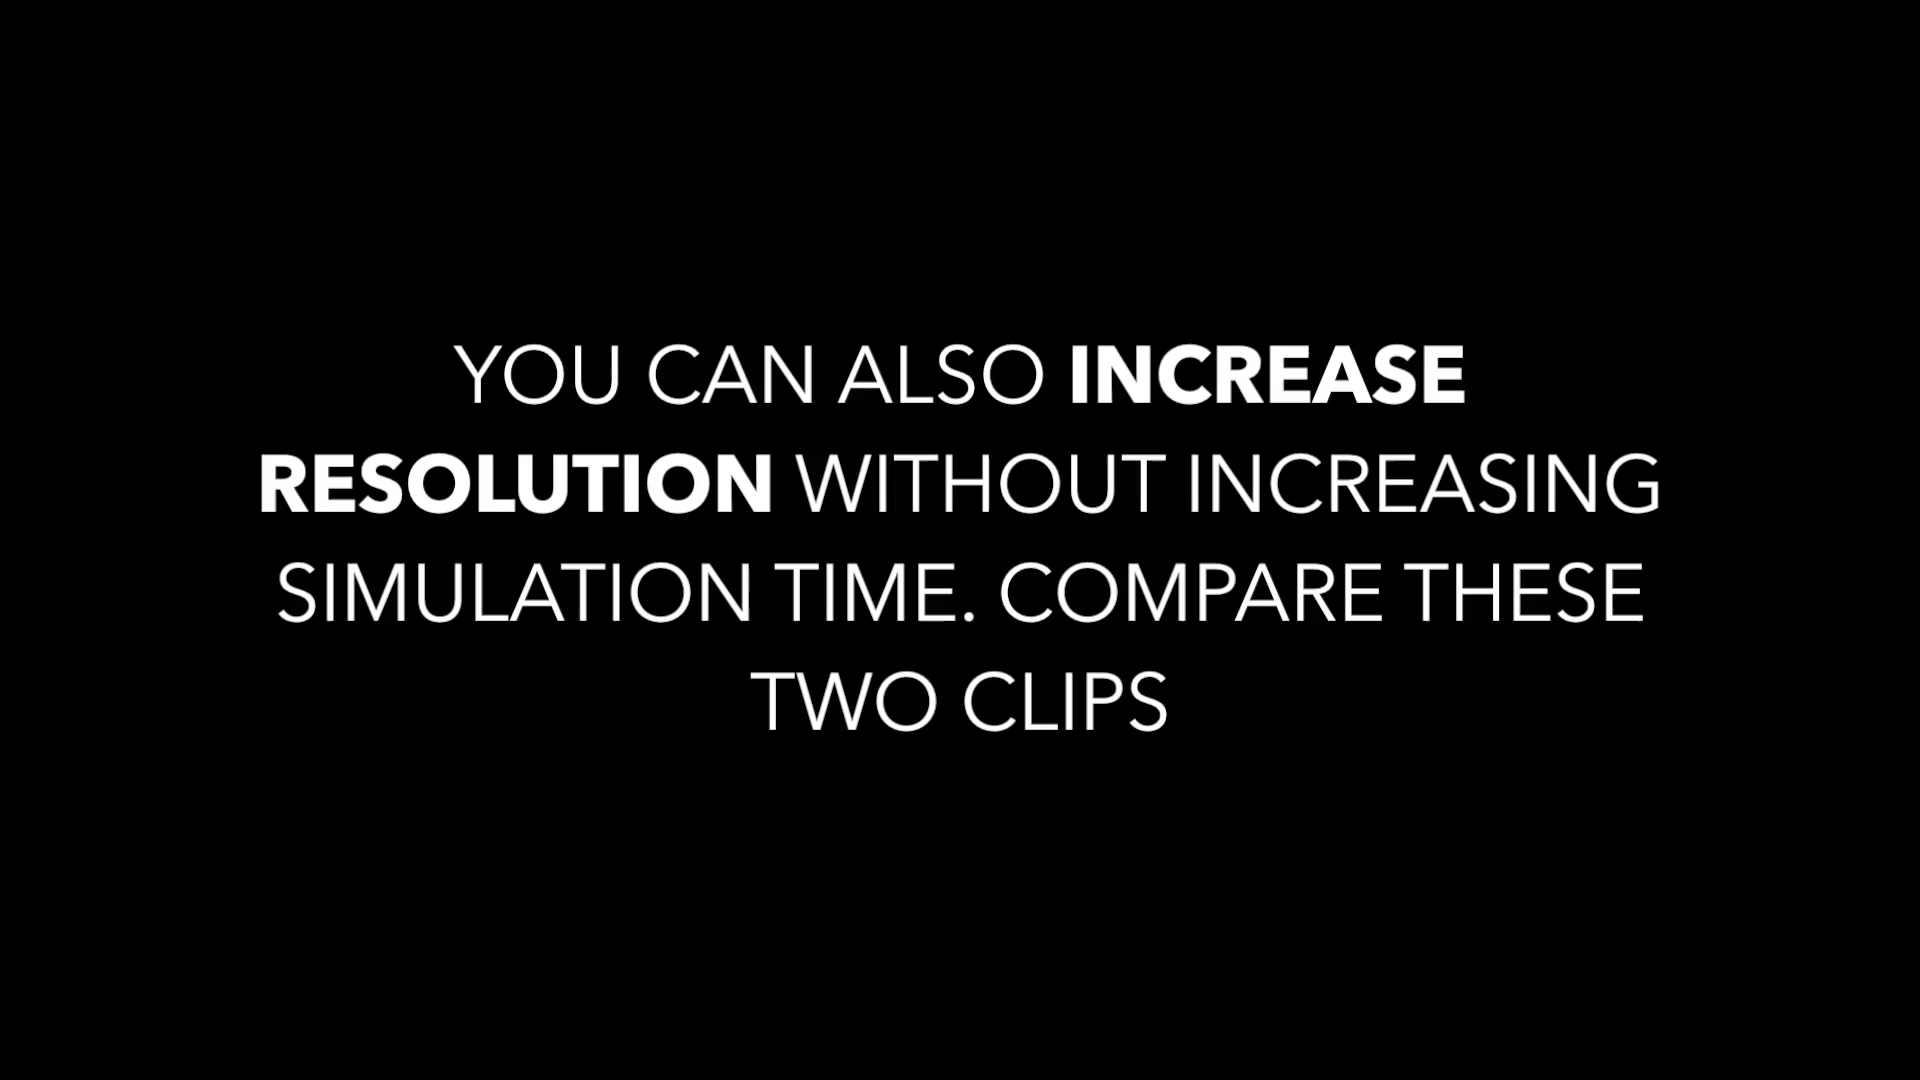 YOU CAN ALSO INCREASE
RESOLUTION WITHOUT INCREASING
SIMULATION TIME. COMPARE THESE
TWO CLIPS